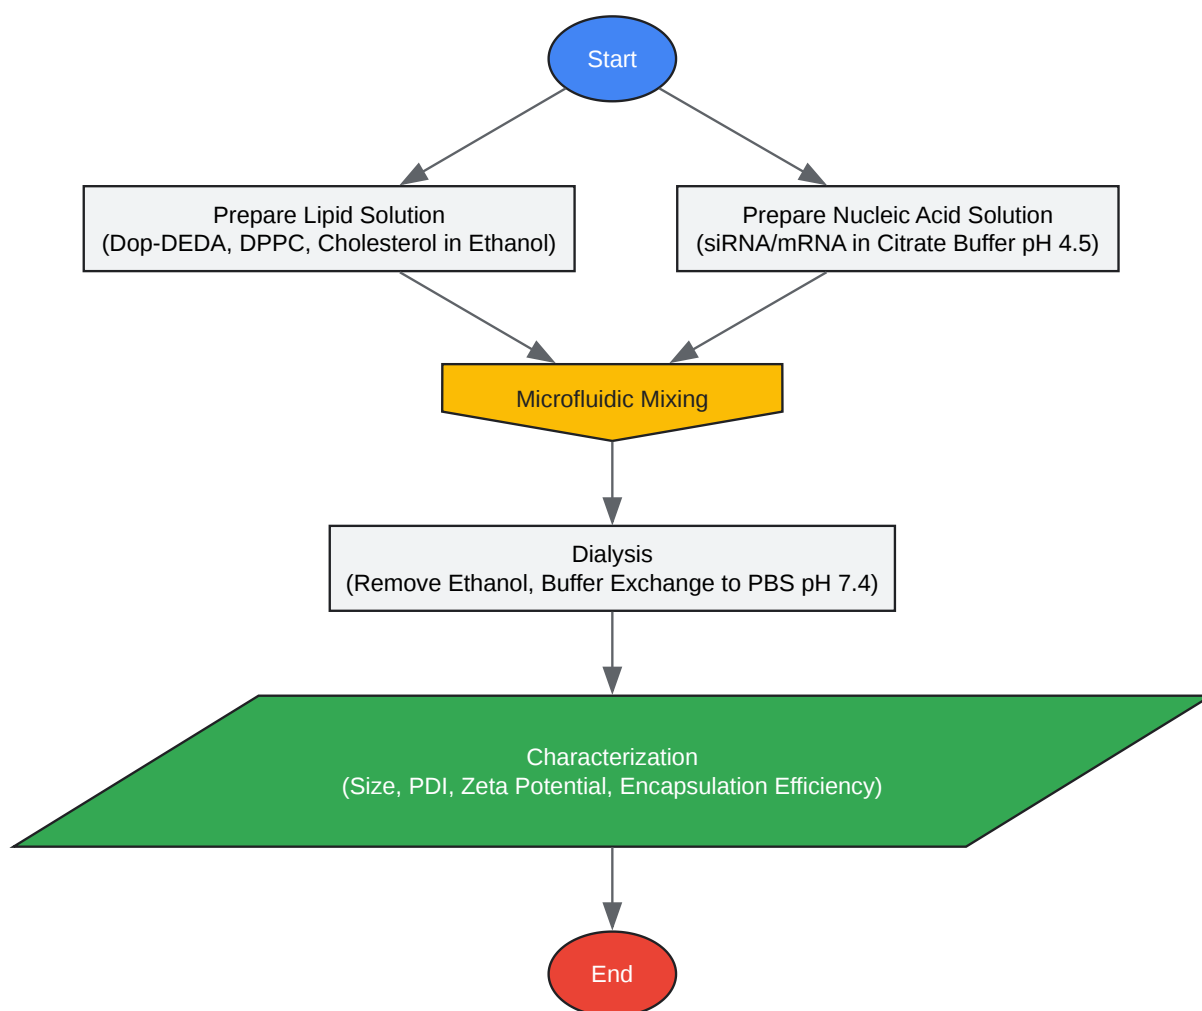 Start
Prepare Lipid Solution
(Dop-DEDA, DPPC, Cholesterol in Ethanol)
Prepare Nucleic Acid Solution
(siRNA/mRNA in Citrate Buffer pH 4.5)
Microfluidic Mixing
Dialysis
(Remove Ethanol, Buffer Exchange to PBS pH 7.4)
Characterization
(Size, PDI, Zeta Potential, Encapsulation Efficiency)
End